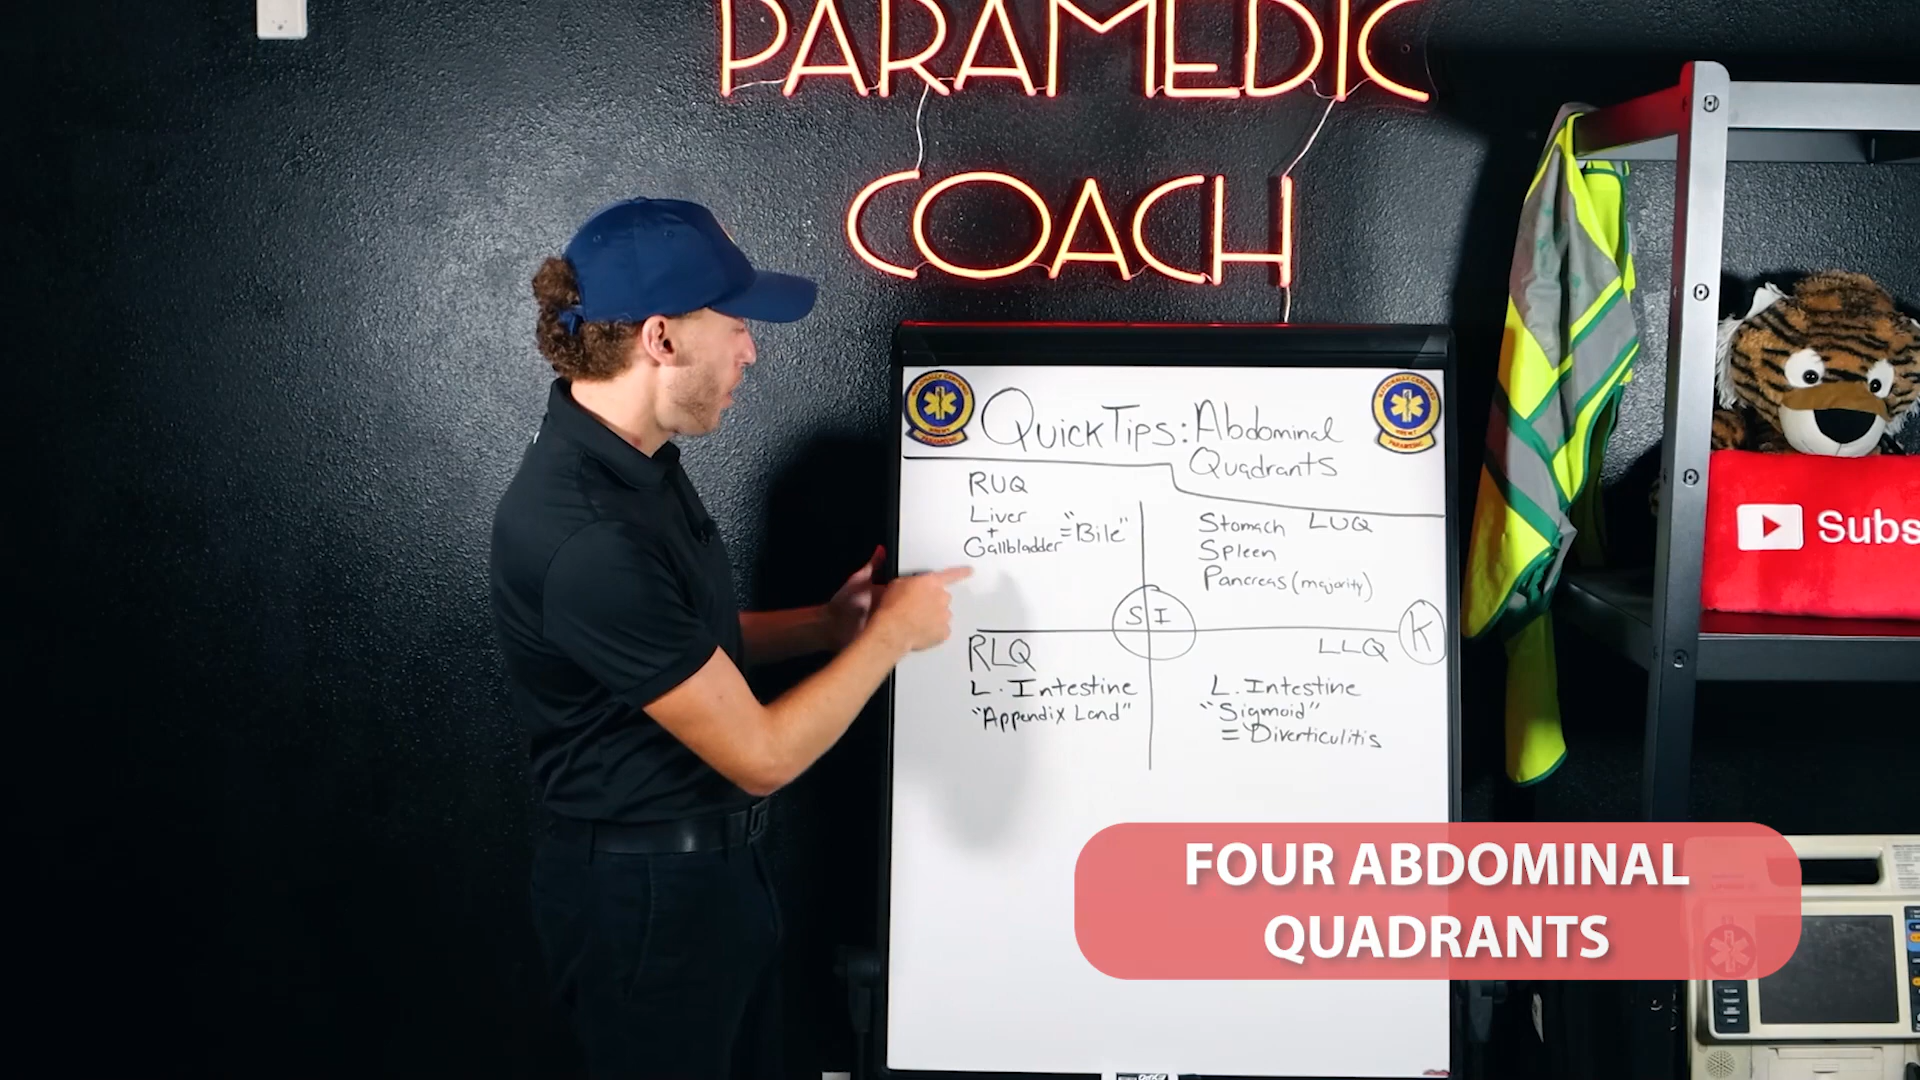 PARAMEDIC
COACH
QuickTips: Abdominal
Quadrants
RUQ
Liver
+
Gallbladder
="Bile"
Stomach LUQ
Spleen
Pancreas (majority)
S I
K
RLQ
L. Intestine
"Appendix Land"
LLQ
L. Intestine
"Sigmoid"
= Diverticulitis
Subs
FOUR ABDOMINAL
QUADRANTS